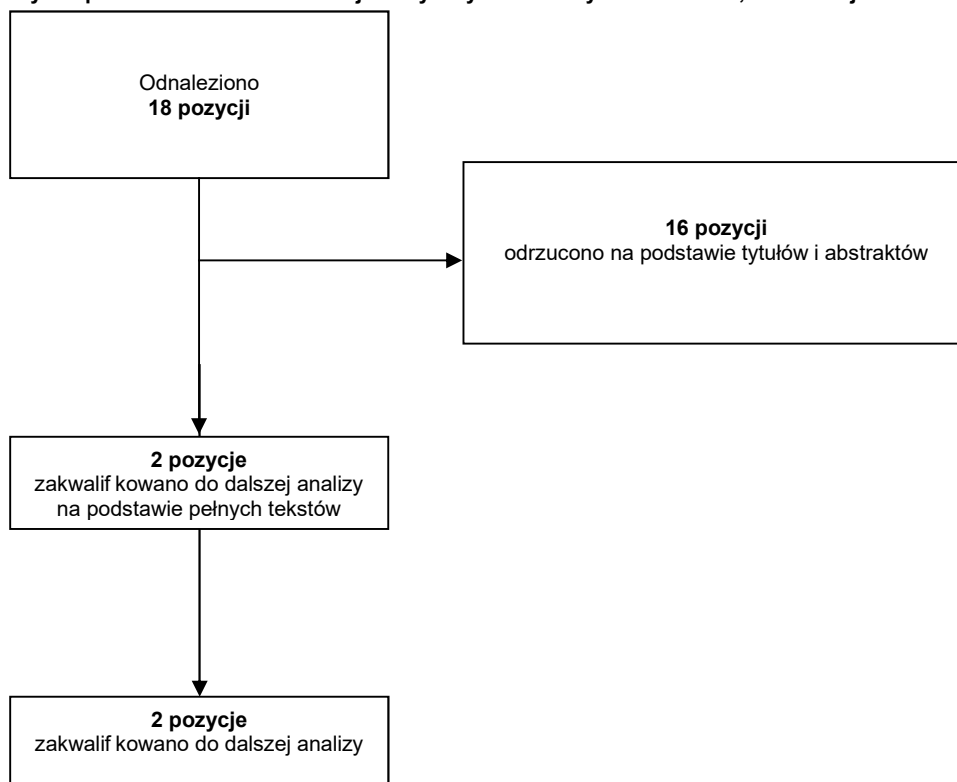 Odnaleziono
18 pozycji
16 pozycji
odrzucono na podstawie tytułów i abstraktów
2 pozycje
zakwalif kowano do dalszej analizy
na podstawie pełnych tekstów
2 pozycje
zakwalif kowano do dalszej analizy